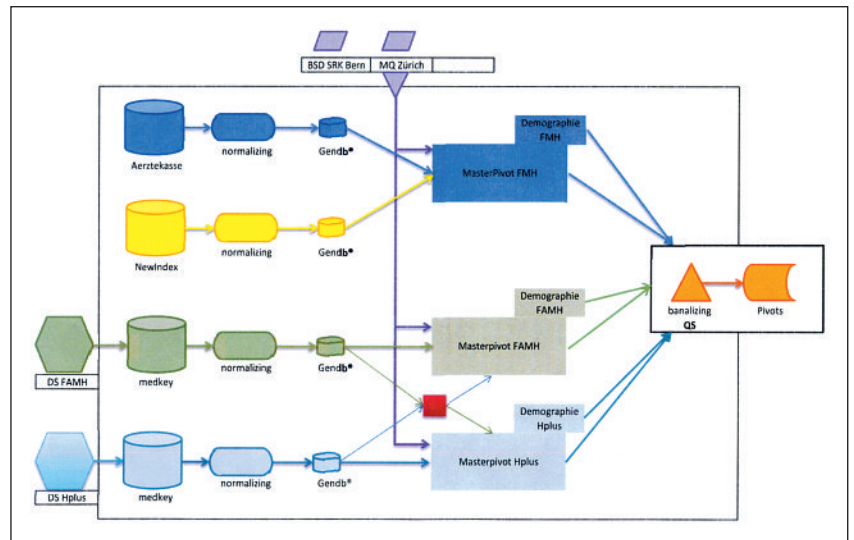 BSD SRK Bern MQ Zürich
Demographie
FMH
Aerztekasse
normalizing
Gendb®
MasterPivot FMH
NewIndex
normalizing
Gendb®
Demographie
FAMH
banalizing
QS
Pivots
DS FAMH
medkey
normalizing
Gendb®
Masterpivot FAMH
Demographie
Hplus
DS Hplus
medkey
normalizing
Gendb®
Masterpivot Hplus